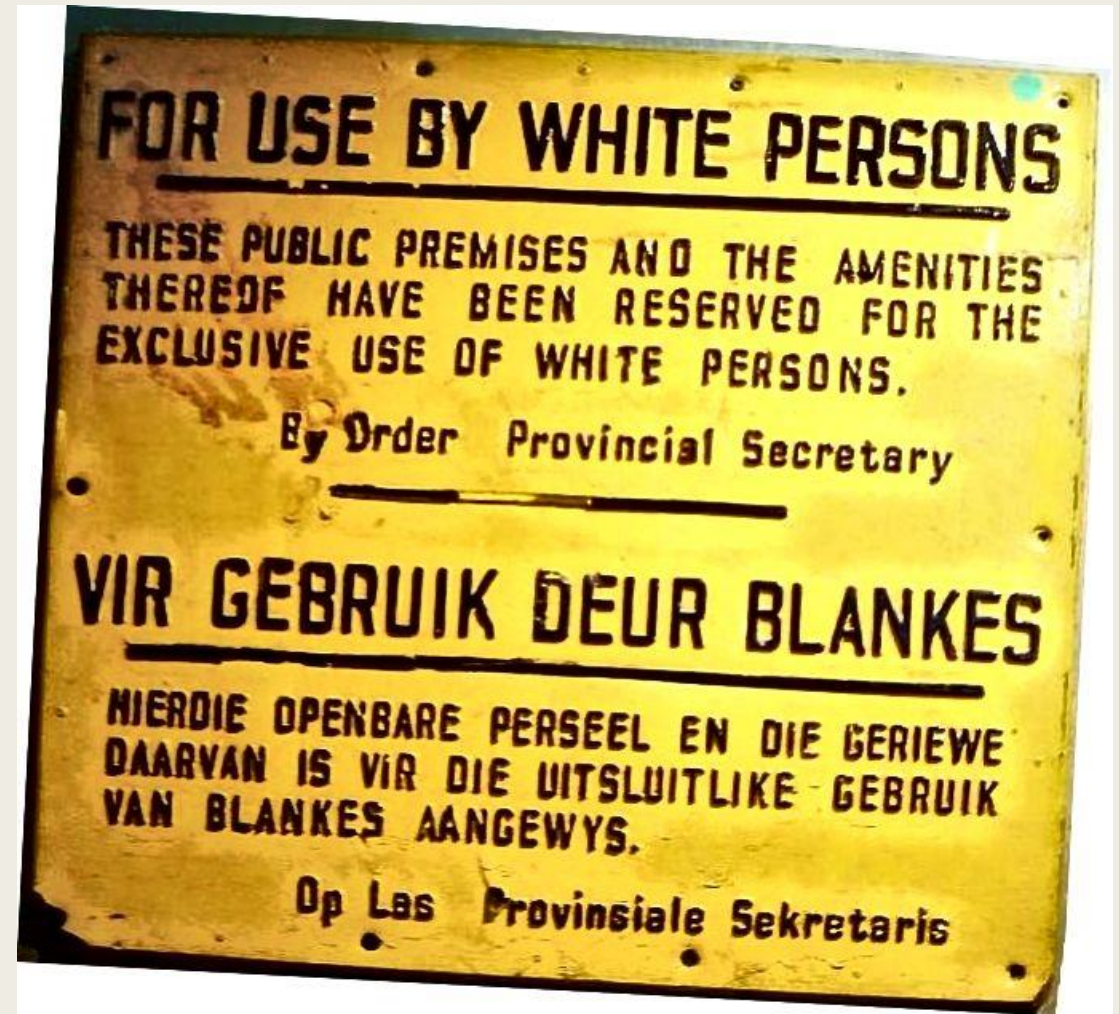 FOR USE BY WHITE PERSONS
THESE PUBLIC PREMISES AND THE AMENITIES
THEREOF HAVE BEEN RESERVED FOR THE
EXCLUSIVE USE OF WHITE PERSONS.
By Order Provincial Secretary
VIR GEBRUIK DEUR BLANKES
HIERDIE OPENBARE PERSEEL EN DIE GERIEWE
DAARVAN IS VIR DIE UITSLUITLIKE GEBRUIK
VAN BLANKES AANGEWYS.
Op Las Provinsiale Sekretaris